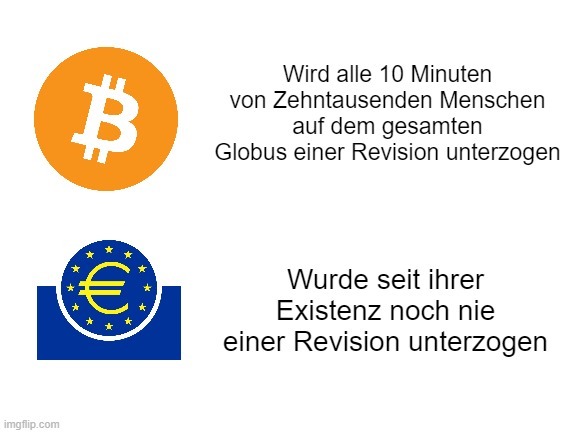 Wird alle 10 Minuten
von Zehntausenden Menschen
auf dem gesamten
Globus einer Revision unterzogen
Wurde seit ihrer
Existenz noch nie
einer Revision unterzogen
imgflip.com